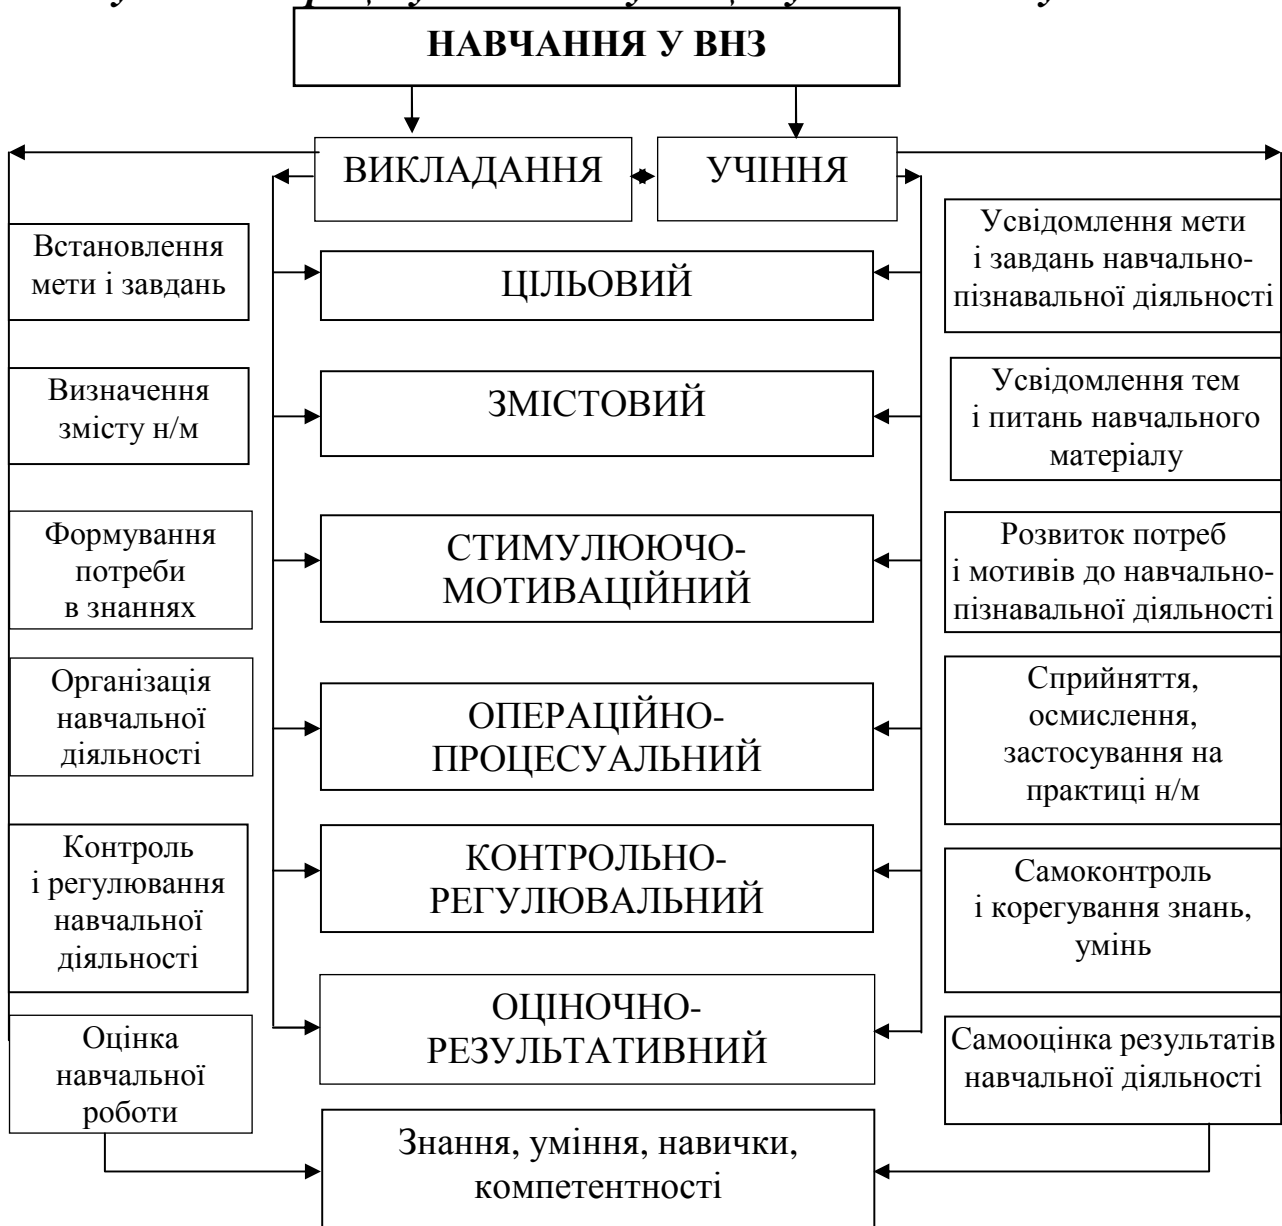 НАВЧАННЯ У ВНЗ
ВИКЛАДАННЯ
УЧІННЯ
Встановлення
мети і завдань
ЦІЛЬОВИЙ
Усвідомлення мети
і завдань навчально-
пізнавальної діяльності
Визначення
змісту н/м
ЗМІСТОВИЙ
Усвідомлення тем
і питань навчального
матеріалу
Формування
потреби
в знаннях
СТИМУЛЮЮЧО-
МОТИВАЦІЙНИЙ
Розвиток потреб
і мотивів до навчально-
пізнавальної діяльності
Організація
навчальної
діяльності
ОПЕРАЦІЙНО-
ПРОЦЕСУАЛЬНИЙ
Сприйняття,
осмислення,
застосування на
практиці н/м
Контроль
і регулювання
навчальної
діяльності
КОНТРОЛЬНО-
РЕГУЛЮВАЛЬНИЙ
Самоконтроль
і корегування знань,
умінь
Оцінка
навчальної
роботи
ОЦІНОЧНО-
РЕЗУЛЬТАТИВНИЙ
Самооцінка результатів
навчальної діяльності
Знання, уміння, навички,
компетентності